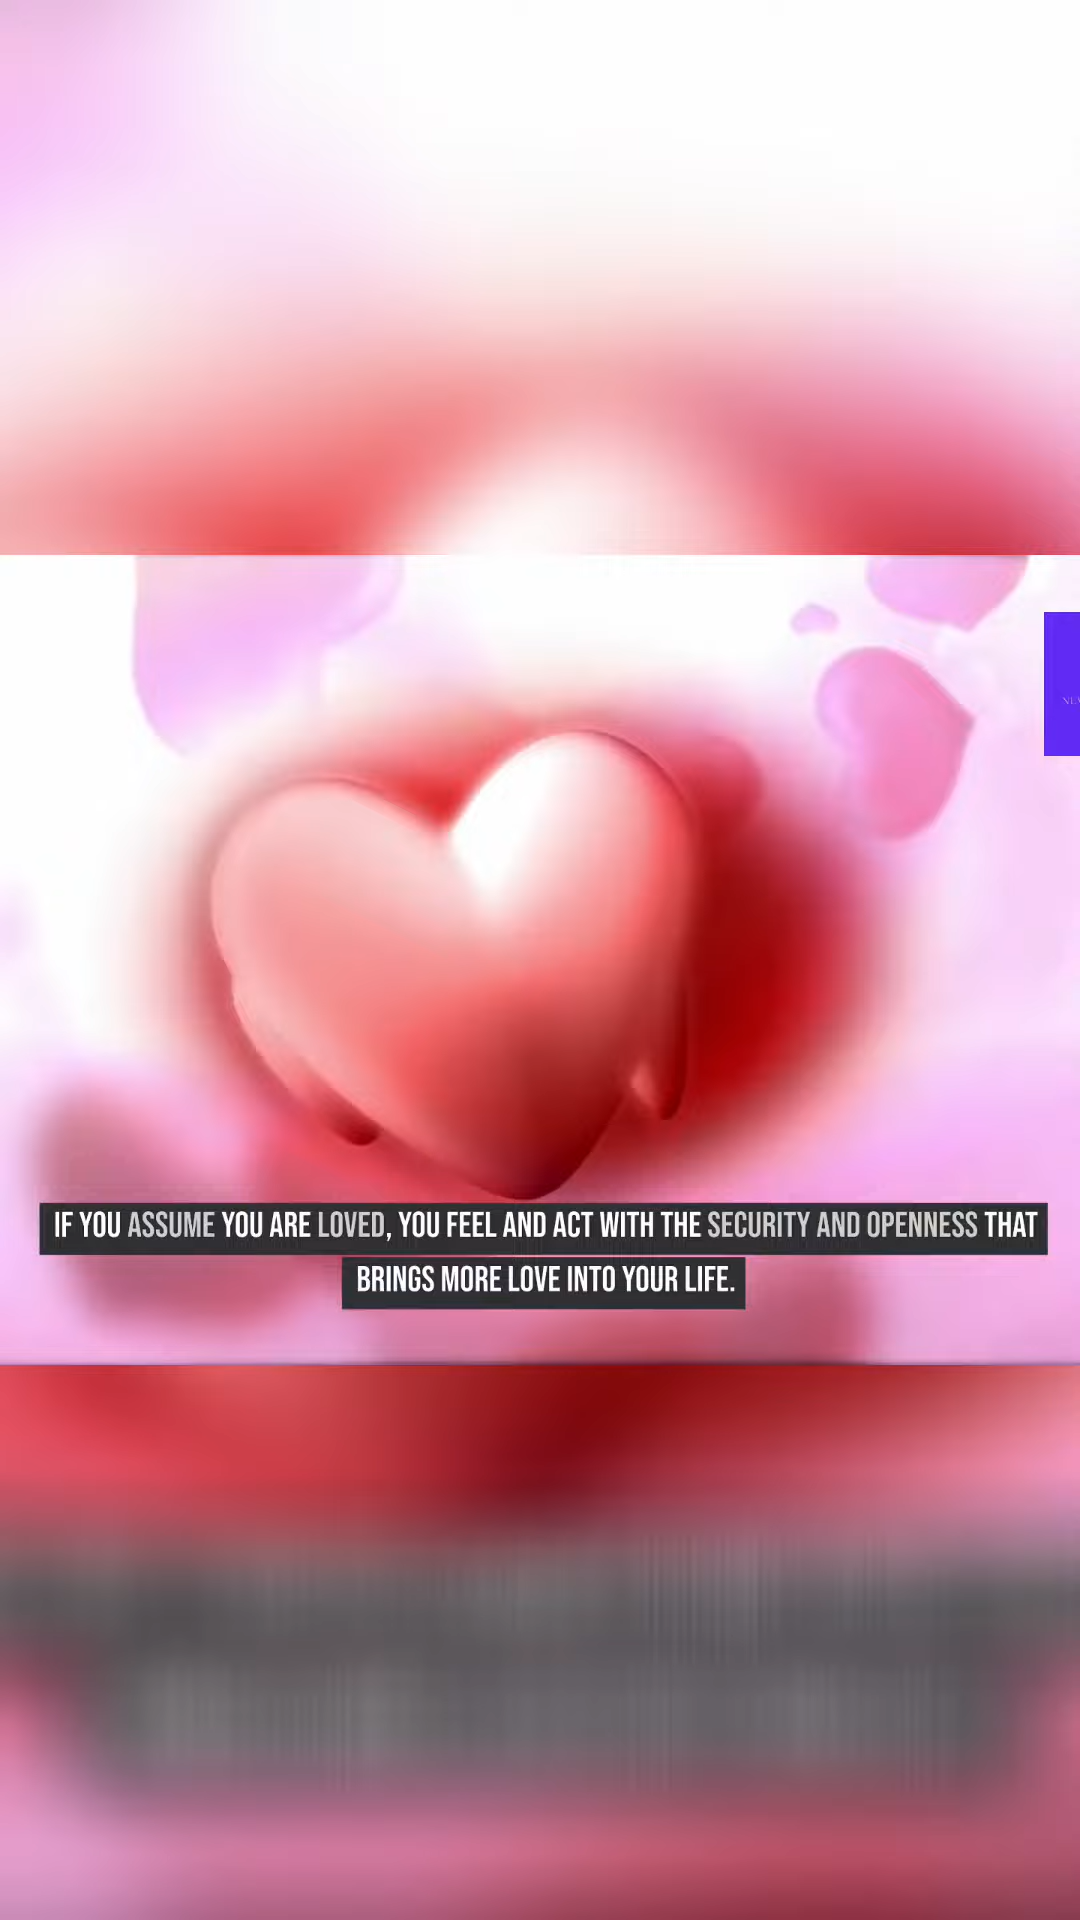 IF YOU ASSUME YOU ARE LOVED, YOU FEEL AND ACT WITH THE SECURITY AND OPENNESS THAT
BRINGS MORE LOVE INTO YOUR LIFE.